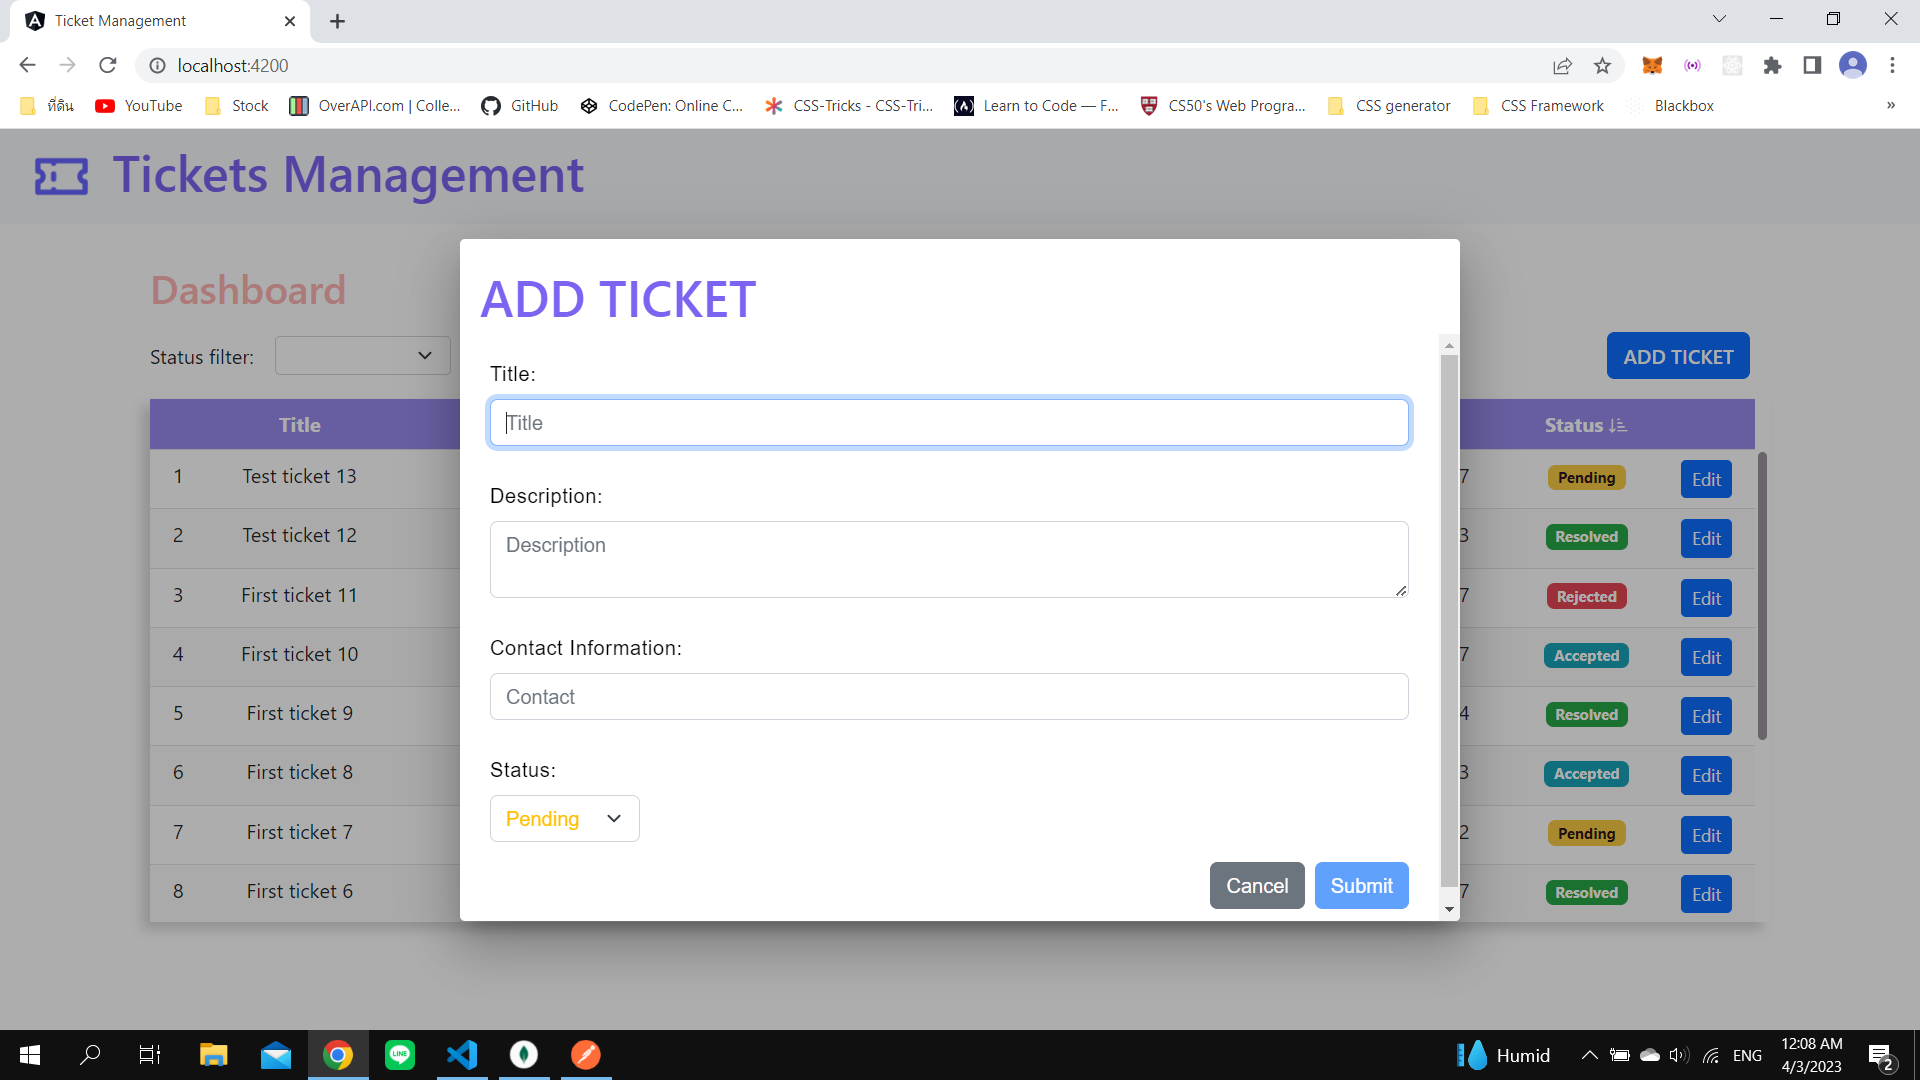 Ticket Management
localhost:4200
ที่ดิน YouTube Stock OverAPI.com | Colle... GitHub CodePen: Online C... CSS-Tricks - CSS-Tri... Learn to Code — F... CS50's Web Progra... CSS generator CSS Framework Blackbox »
Tickets Management
Dashboard
Status filter:
ADD TICKET
Title Status
1 Test ticket 13 7 Pending Edit
2 Test ticket 12 3 Resolved Edit
3 First ticket 11 7 Rejected Edit
4 First ticket 10 7 Accepted Edit
5 First ticket 9 4 Resolved Edit
6 First ticket 8 3 Accepted Edit
7 First ticket 7 2 Pending Edit
8 First ticket 6 7 Resolved Edit
ADD TICKET
Title:
Title
Description:
Description
Contact Information:
Contact
Status:
Pending
Cancel Submit
LINE
Humid
ENG
12:08 AM
4/3/2023
2